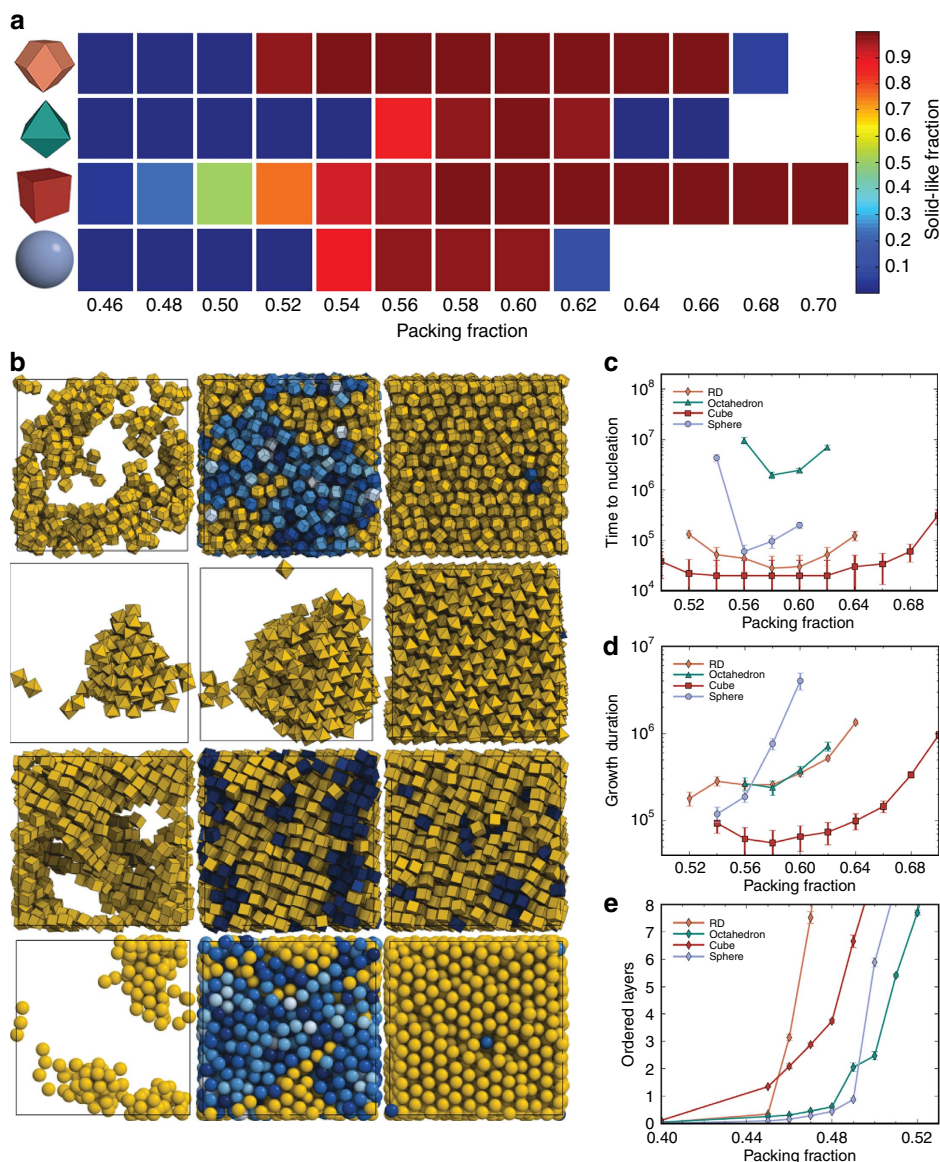 a
0.46 0.48 0.50 0.52 0.54 0.56 0.58 0.60 0.62 0.64 0.66 0.68 0.70
Packing fraction
0.9
0.8
0.7
0.6
0.5
0.4
0.3
0.2
0.1
Solid-like fraction
b
c
10⁸
10⁷
10⁶
10⁵
10⁴
Time to nucleation
RD
Octahedron
Cube
Sphere
0.52 0.56 0.60 0.64 0.68
Packing fraction
d
10⁷
10⁶
10⁵
Growth duration
RD
Octahedron
Cube
Sphere
0.52 0.56 0.60 0.64 0.68
Packing fraction
e
8
7
6
5
4
3
2
1
0
Ordered layers
RD
Octahedron
Cube
Sphere
0.40 0.44 0.48 0.52
Packing fraction